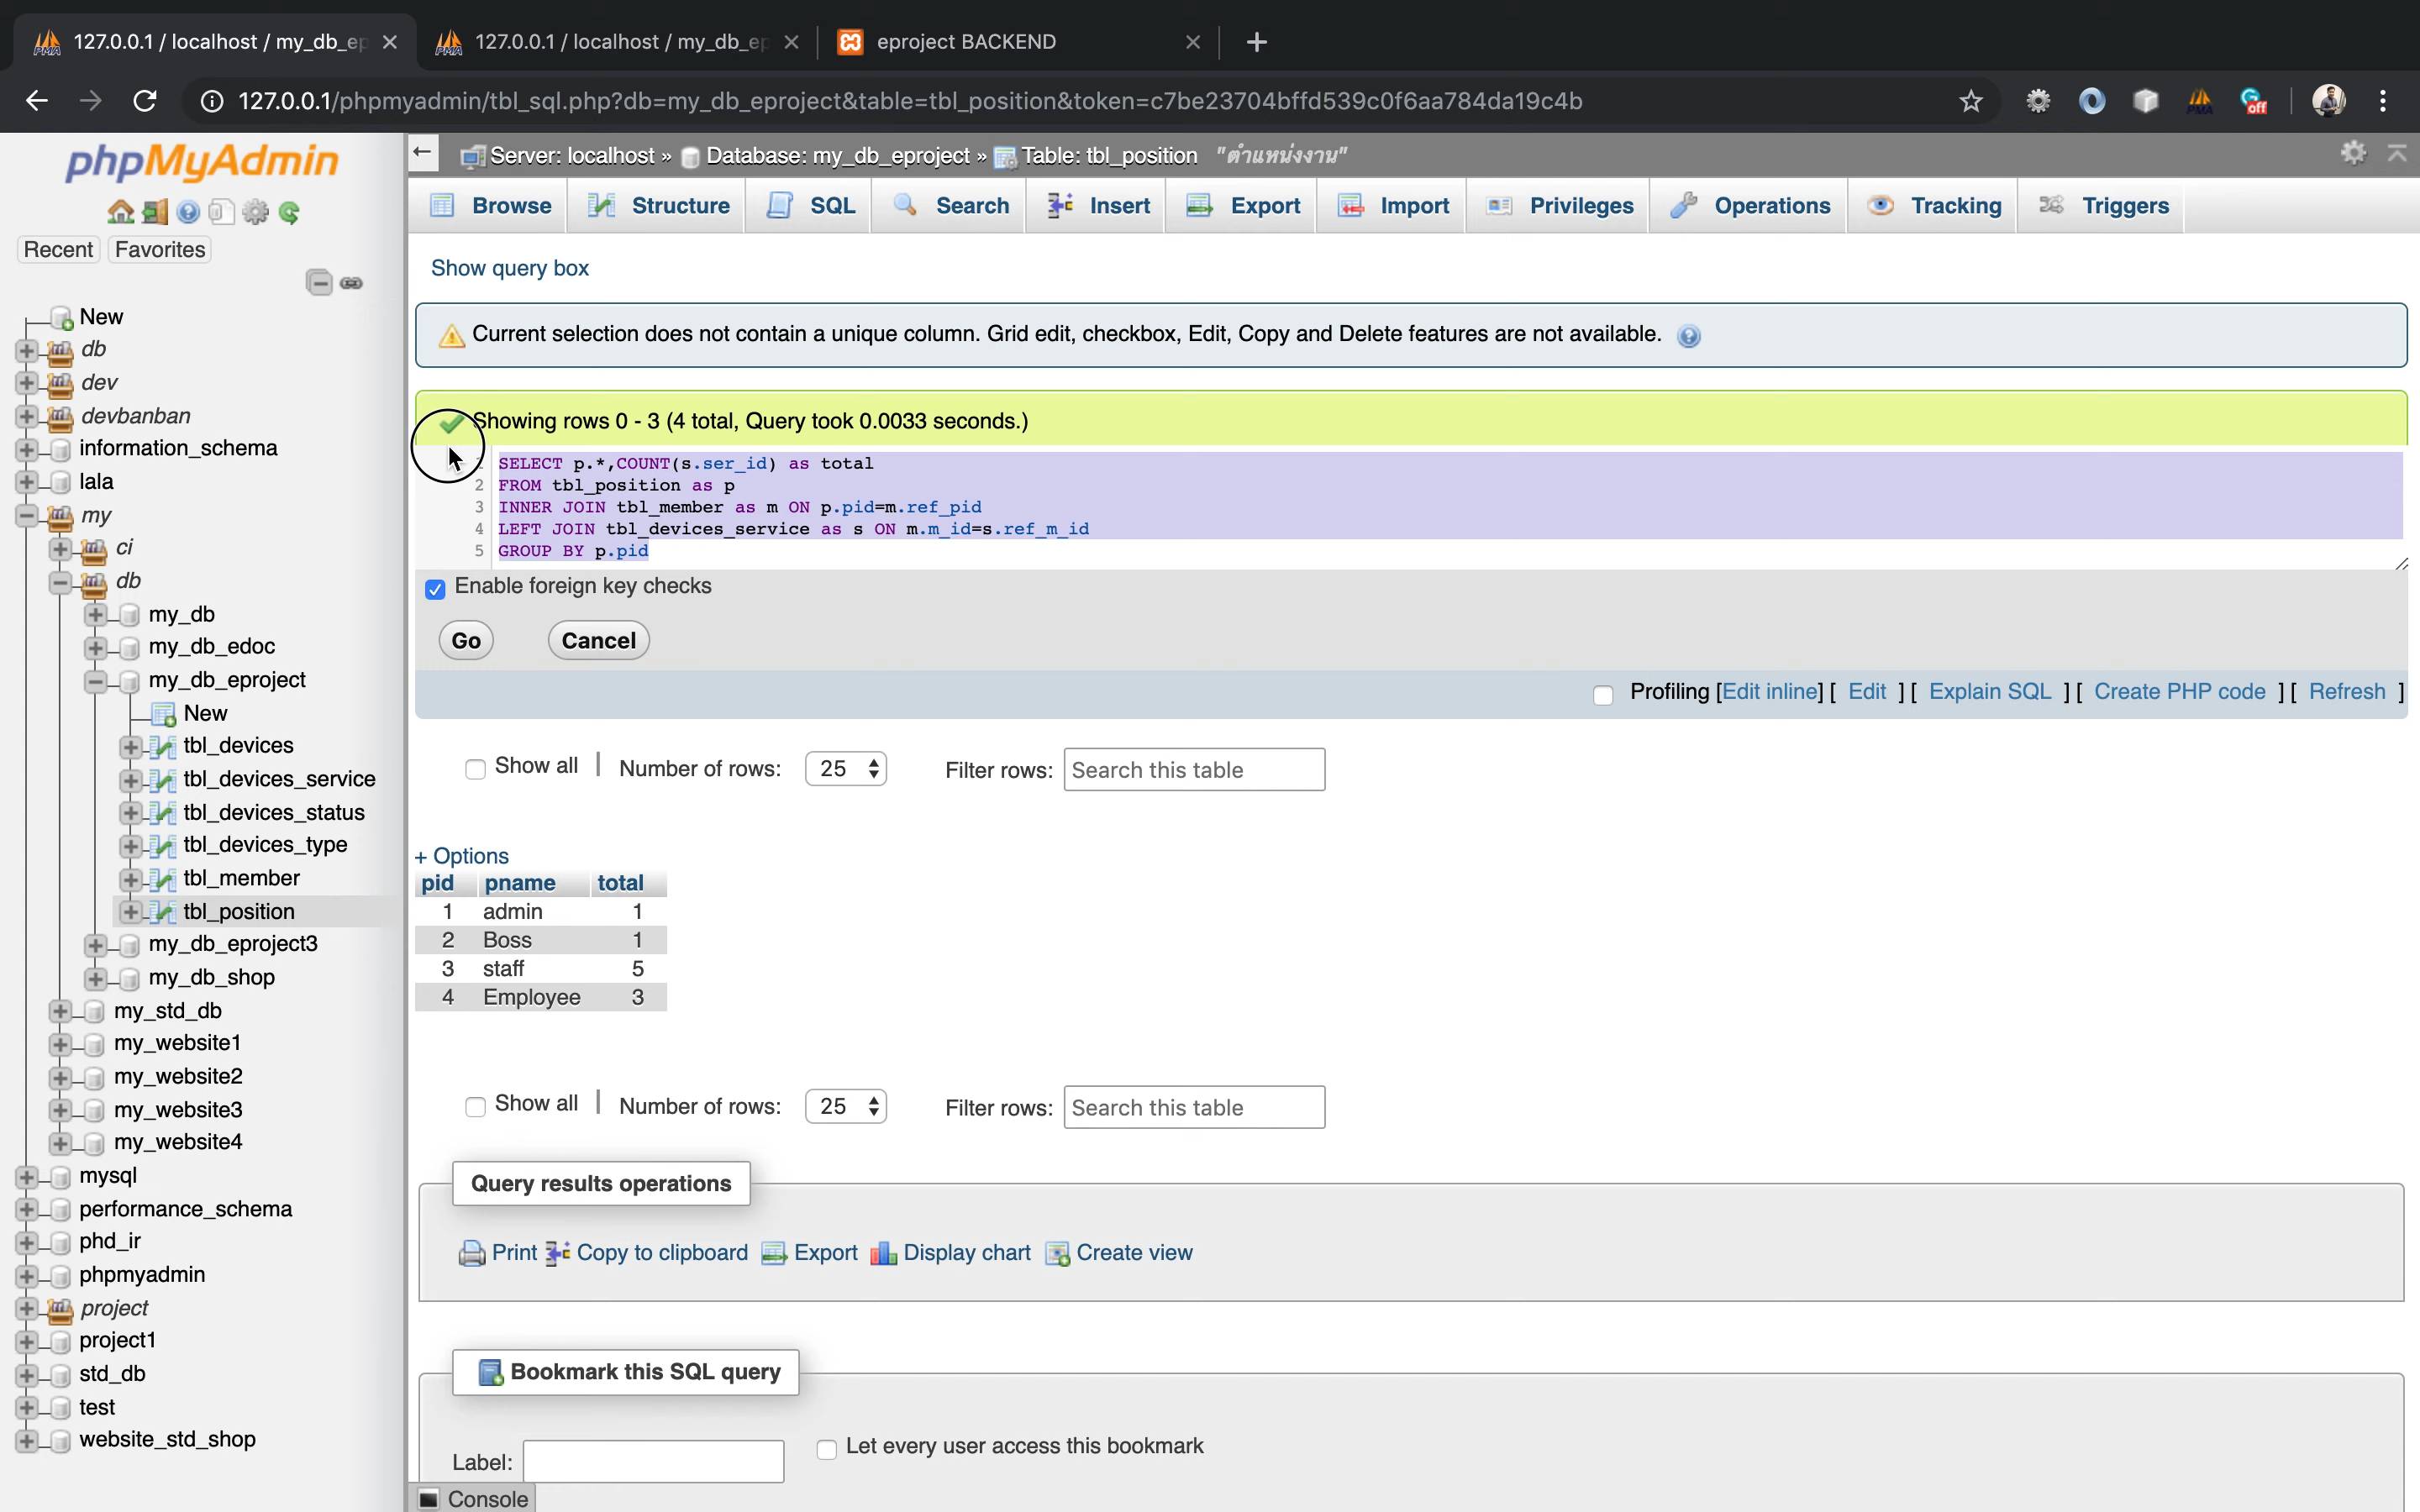 127.0.0.1 / localhost / my_db_ep
127.0.0.1 / localhost / my_db_ep
eproject BACKEND
127.0.0.1/phpmyadmin/tbl_sql.php?db=my_db_eproject&table=tbl_position&token=c7be23704bffd539c0f6aa784da19c4b
off
phpMyAdmin
Recent Favorites
New
db
dev
devbanban
information_schema
lala
my
ci
db
my_db
my_db_edoc
my_db_eproject
New
tbl_devices
tbl_devices_service
tbl_devices_status
tbl_devices_type
tbl_member
tbl_position
my_db_eproject3
my_db_shop
my_std_db
my_website1
my_website2
my_website3
my_website4
mysql
performance_schema
phd_ir
phpmyadmin
project
project1
std_db
test
website_std_shop
Server: localhost » Database: my_db_eproject » Table: tbl_position "ตำแหน่งงาน"
Browse Structure SQL Search Insert Export Import Privileges Operations Tracking Triggers
Show query box
Current selection does not contain a unique column. Grid edit, checkbox, Edit, Copy and Delete features are not available.
Showing rows 0 - 3 (4 total, Query took 0.0033 seconds.)
1 SELECT p.*,COUNT(s.ser_id) as total
2 FROM tbl_position as p
3 INNER JOIN tbl_member as m ON p.pid=m.ref_pid
4 LEFT JOIN tbl_devices_service as s ON m.m_id=s.ref_m_id
5 GROUP BY p.pid
Enable foreign key checks
Go Cancel
Profiling [Edit inline] [ Edit ] [ Explain SQL ] [ Create PHP code ] [ Refresh ]
Show all | Number of rows: 25 Filter rows: Search this table
+ Options
pid pname total
1 admin 1
2 Boss 1
3 staff 5
4 Employee 3
Show all | Number of rows: 25 Filter rows: Search this table
Query results operations
Print Copy to clipboard Export Display chart Create view
Bookmark this SQL query
Label: Let every user access this bookmark
Console